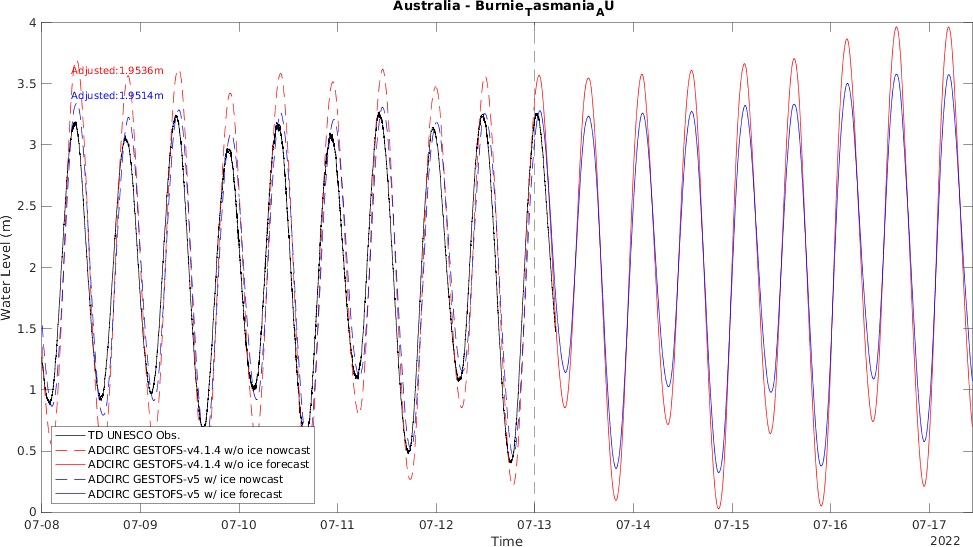 Australia - Burnie_Tasmania_AU
4
3.5
3
2.5
2
1.5
1
0.5
0
Water Level (m)
Adjusted:1.9536m
Adjusted:1.9514m
TD UNESCO Obs.
ADCIRC GESTOFS-v4.1.4 w/o ice nowcast
ADCIRC GESTOFS-v4.1.4 w/o ice forecast
ADCIRC GESTOFS-v5 w/ ice nowcast
ADCIRC GESTOFS-v5 w/ ice forecast
07-08 07-09 07-10 07-11 07-12 07-13 07-14 07-15 07-16 07-17
Time
2022